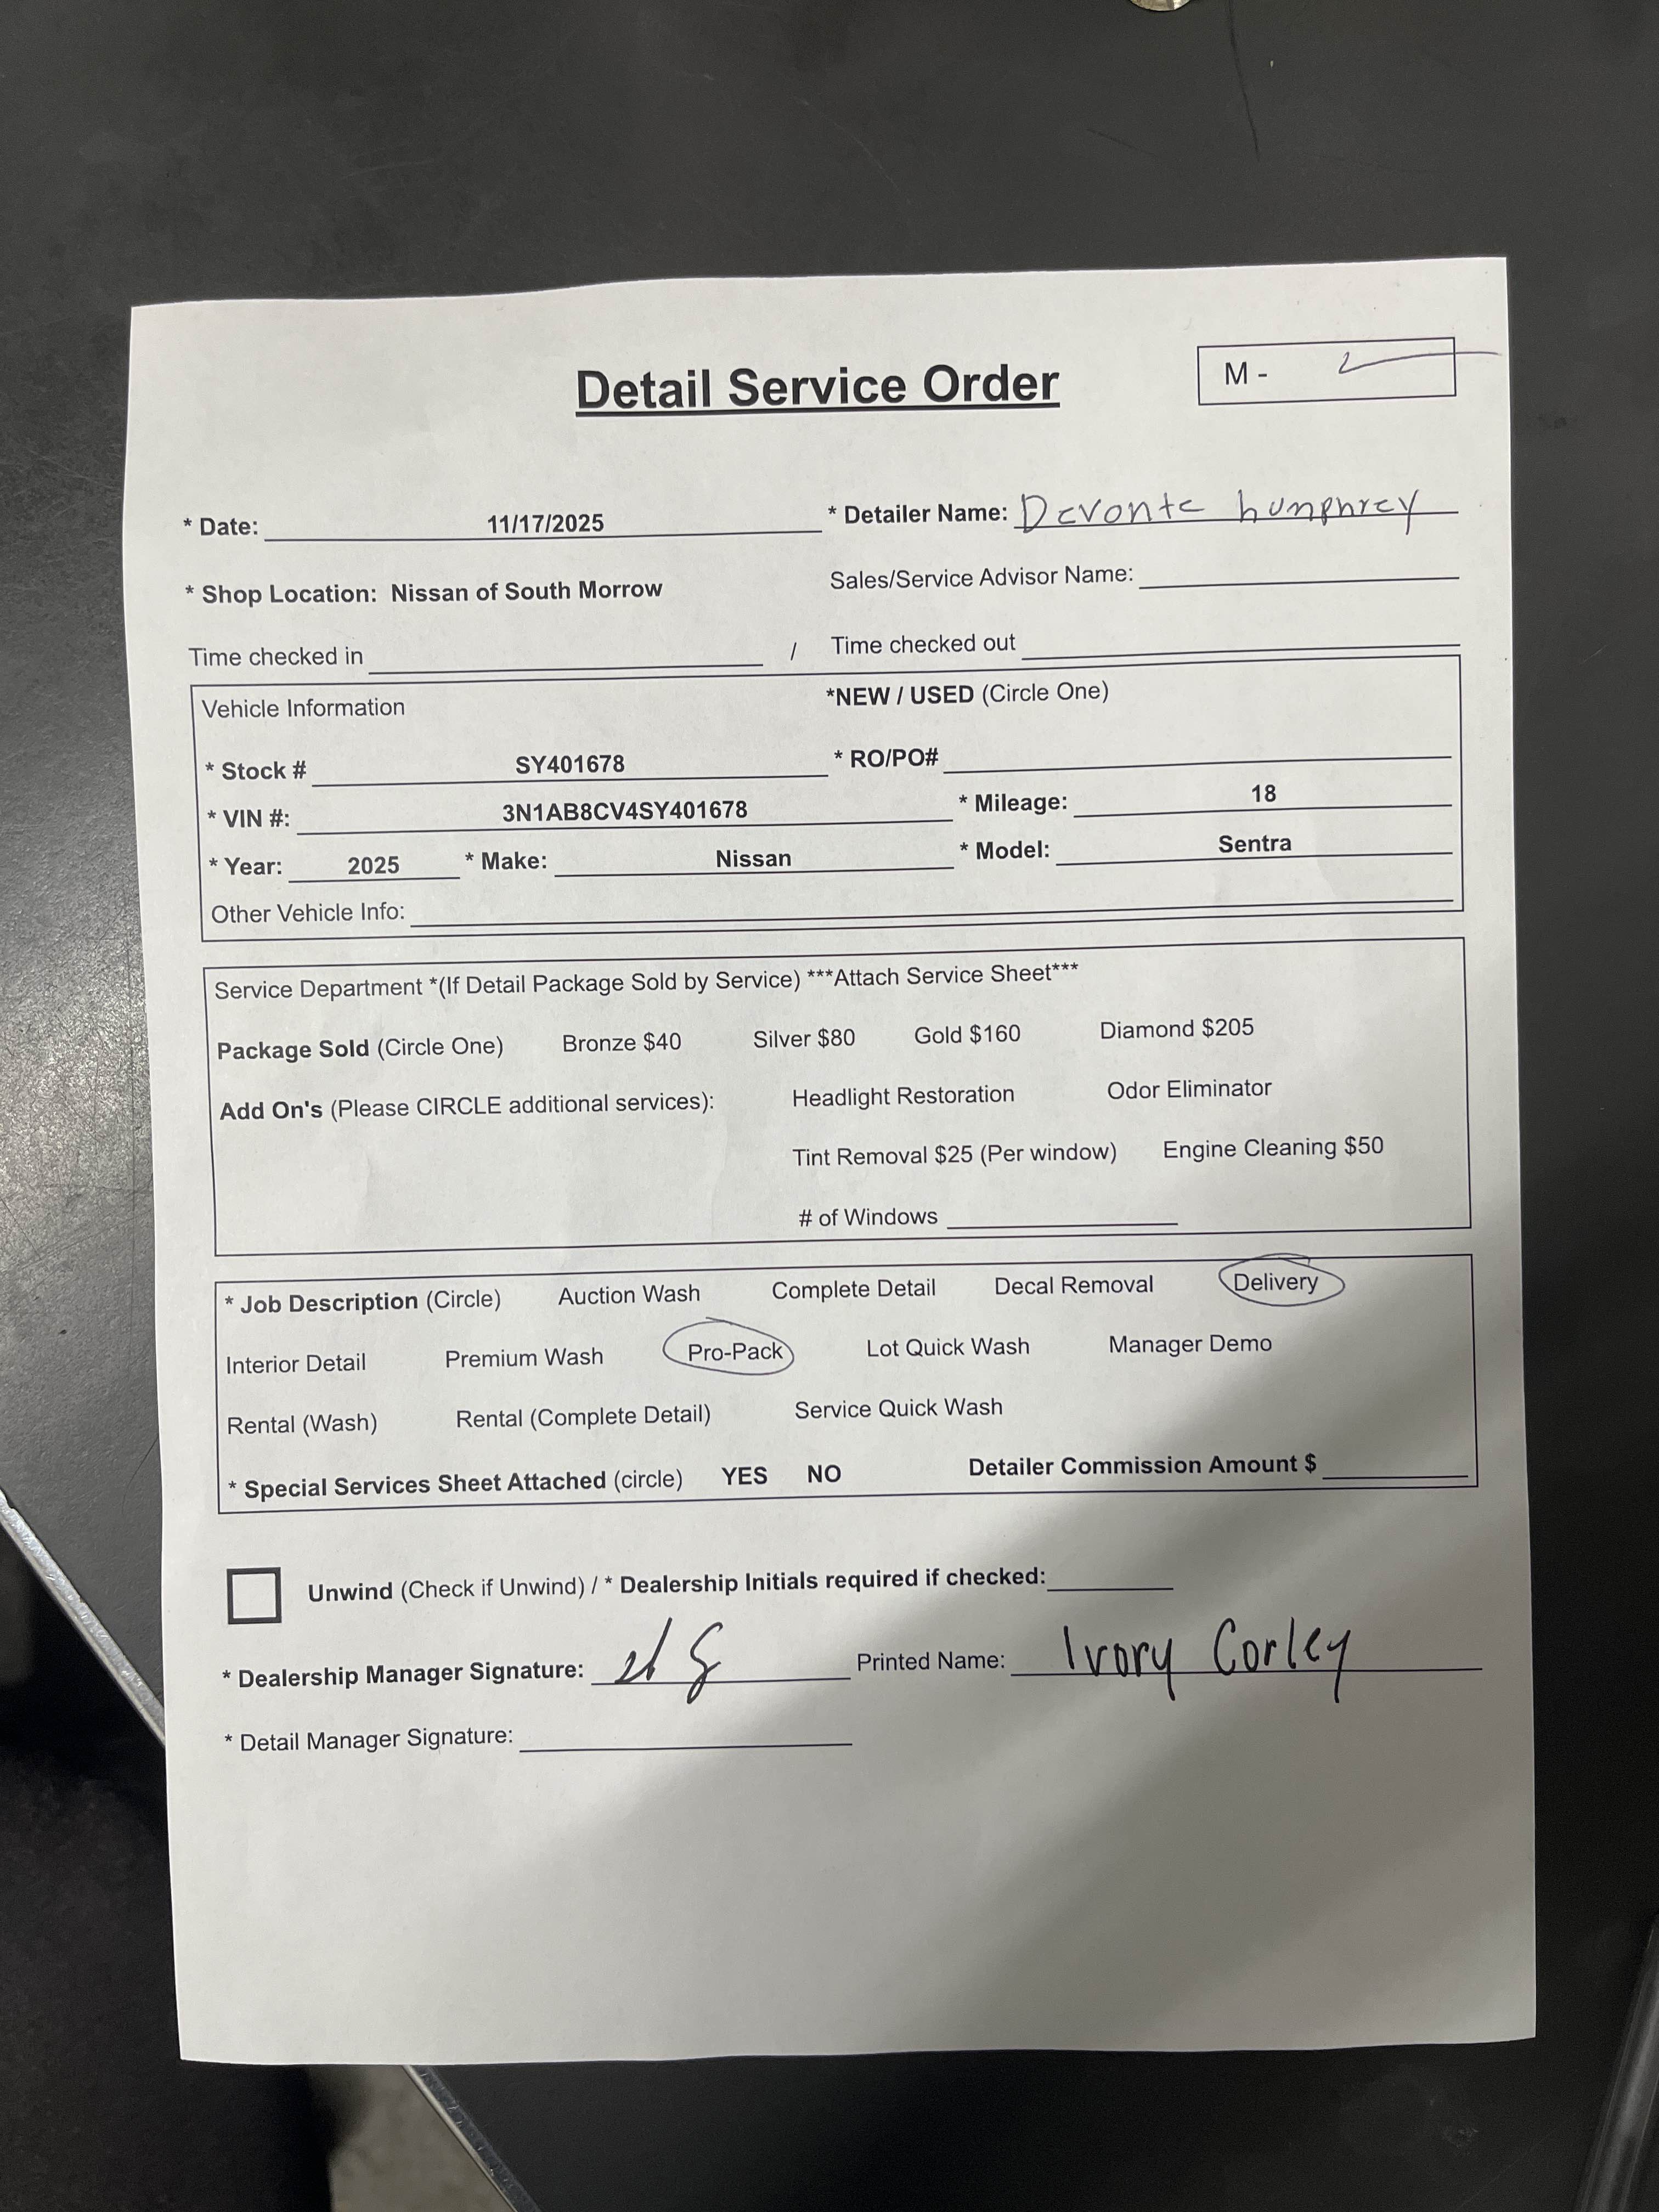 Detail Service Order
M -
* Date: 11/17/2025 * Detailer Name: Devonte humphrey
* Shop Location: Nissan of South Morrow Sales/Service Advisor Name:
Time checked in / Time checked out
Vehicle Information *NEW / USED (Circle One)
* Stock # SY401678 * RO/PO#
* VIN #: 3N1AB8CV4SY401678 * Mileage: 18
* Year: 2025 * Make: Nissan * Model: Sentra
Other Vehicle Info:
Service Department *(If Detail Package Sold by Service) ***Attach Service Sheet***
Package Sold (Circle One) Bronze $40 Silver $80 Gold $160 Diamond $205
Add On's (Please CIRCLE additional services): Headlight Restoration Odor Eliminator
Tint Removal $25 (Per window) Engine Cleaning $50
# of Windows
* Job Description (Circle) Auction Wash Complete Detail Decal Removal Delivery
Interior Detail Premium Wash Pro-Pack Lot Quick Wash Manager Demo
Rental (Wash) Rental (Complete Detail) Service Quick Wash
* Special Services Sheet Attached (circle) YES NO Detailer Commission Amount $
Unwind (Check if Unwind) / * Dealership Initials required if checked:
* Dealership Manager Signature: Printed Name: Ivory Corley
* Detail Manager Signature: